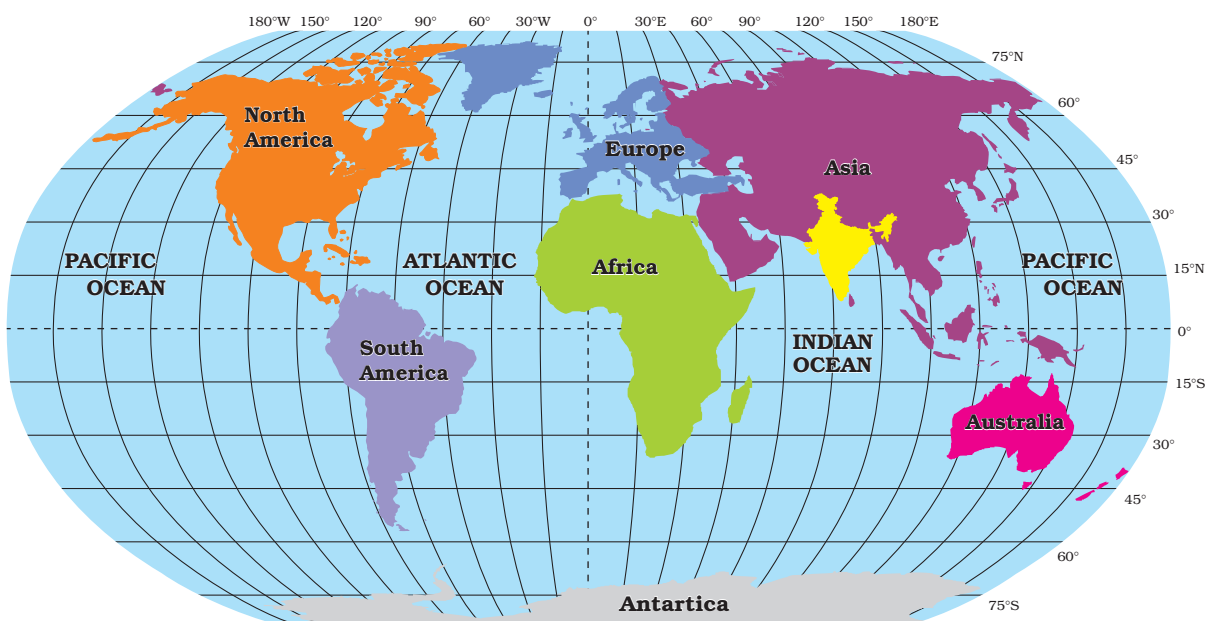 180°W 150° 120° 90° 60° 30°W 0° 30°E 60° 90° 120° 150° 180°E
75°N
60°
45°
30°
15°N
0°
15°S
30°
45°
60°
75°S
North
America
Europe
Asia
PACIFIC
OCEAN
ATLANTIC
OCEAN
Africa
PACIFIC
OCEAN
INDIAN
OCEAN
South
America
Australia
Antartica